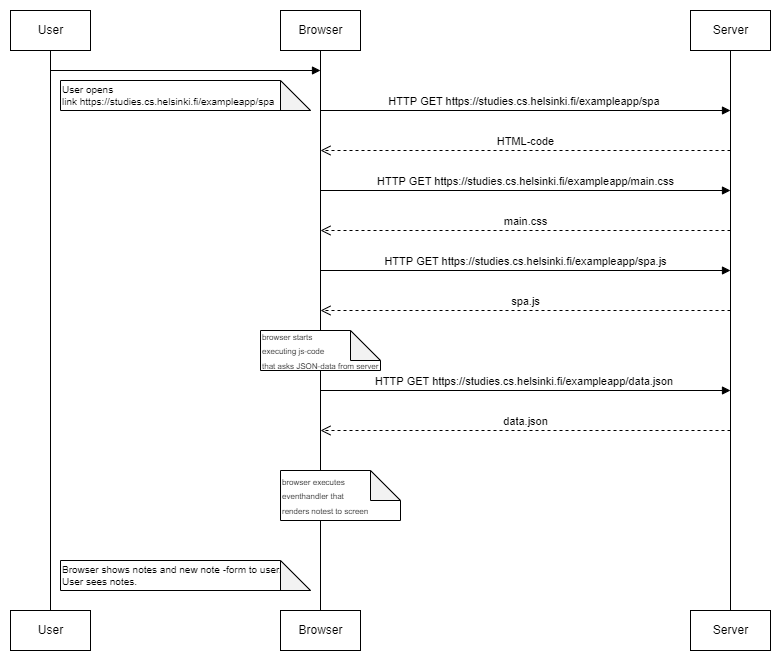 User
Browser
Server
User opens
link https://studies.cs.helsinki.fi/exampleapp/spa
HTTP GET https://studies.cs.helsinki.fi/exampleapp/spa
HTML-code
HTTP GET https://studies.cs.helsinki.fi/exampleapp/main.css
main.css
HTTP GET https://studies.cs.helsinki.fi/exampleapp/spa.js
spa.js
browser starts
executing js-code
that asks JSON-data from server
HTTP GET https://studies.cs.helsinki.fi/exampleapp/data.json
data.json
browser executes
eventhandler that
renders notest to screen
Browser shows notes and new note -form to user.
User sees notes.
User
Browser
Server